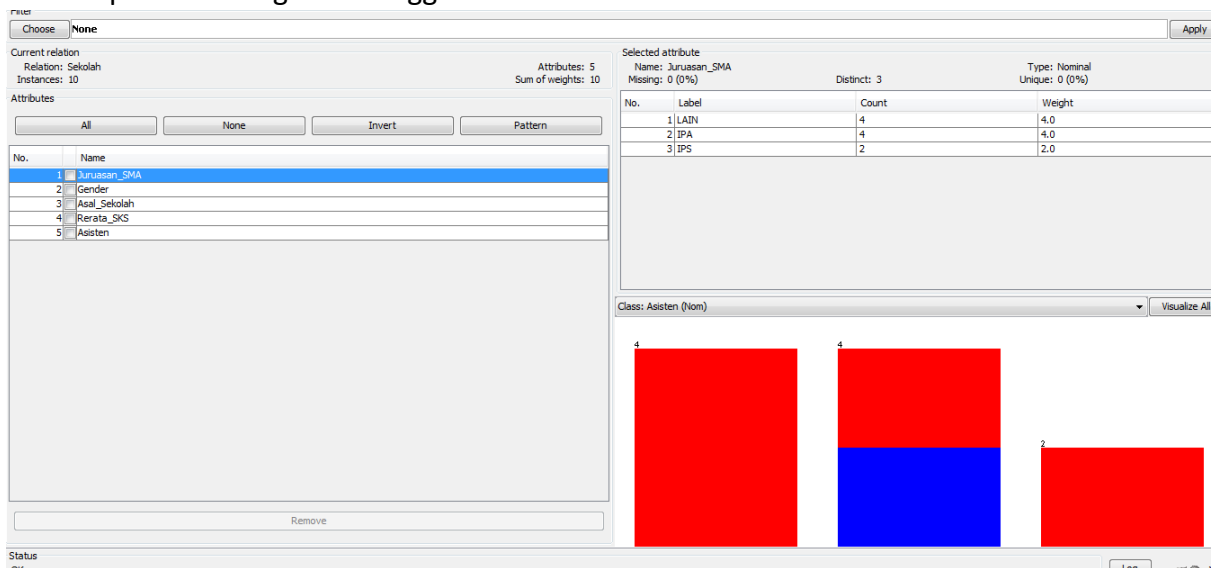 Filter
Choose None Apply
Current relation
Relation: Sekolah Attributes: 5
Instances: 10 Sum of weights: 10
Attributes
All None Invert Pattern
No. Name
1 Juruasan_SMA
2 Gender
3 Asal_Sekolah
4 Rerata_SKS
5 Asisten
Remove
Selected attribute
Name: Juruasan_SMA Type: Nominal
Missing: 0 (0%) Distinct: 3 Unique: 0 (0%)
No. Label Count Weight
1 LAIN 4 4.0
2 IPA 4 4.0
3 IPS 2 2.0
Class: Asisten (Nom) Visualize All
4 4
2
Status
OK Log